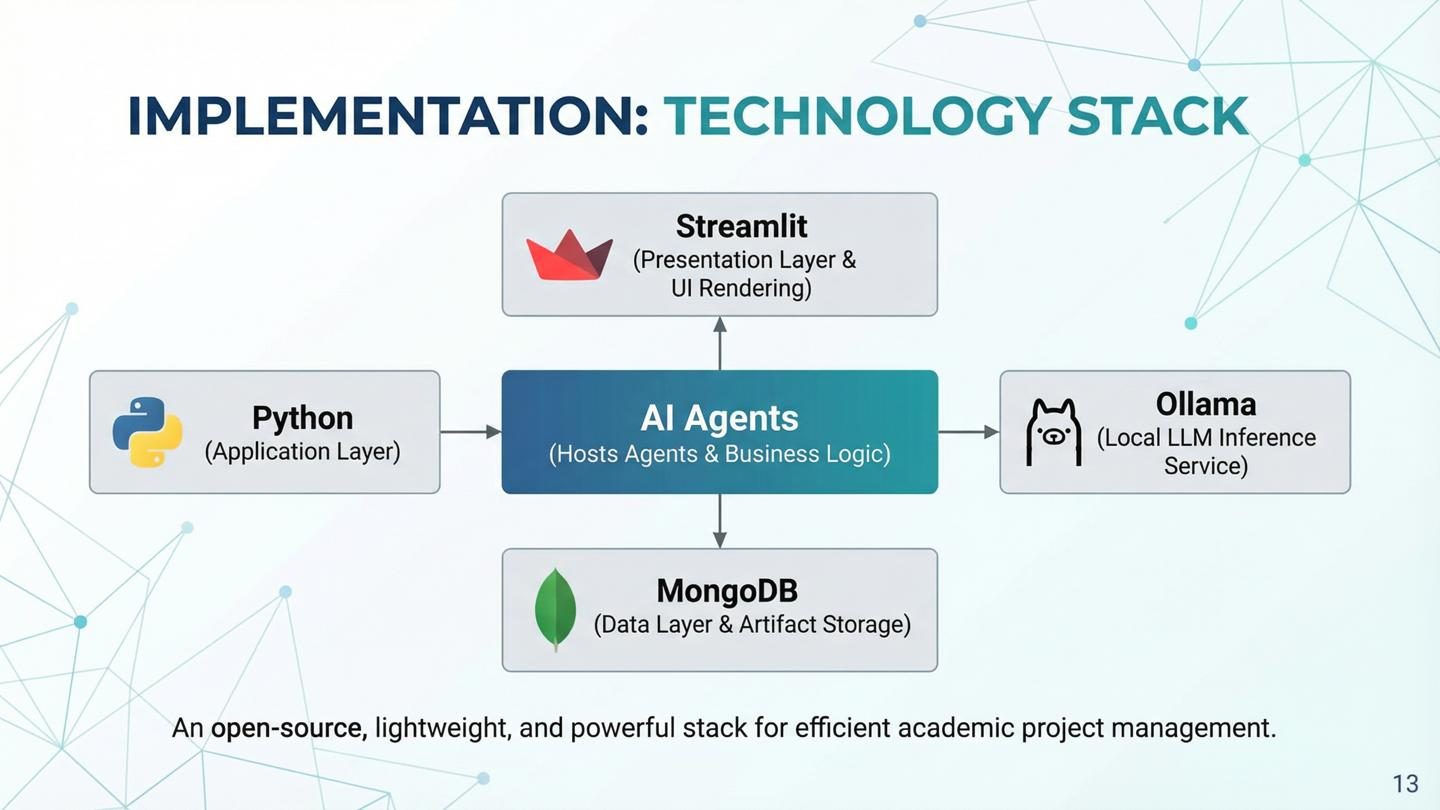 IMPLEMENTATION: TECHNOLOGY STACK
Streamlit
(Presentation Layer &
UI Rendering)
Python
(Application Layer)
AI Agents
(Hosts Agents & Business Logic)
Ollama
(Local LLM Inference
Service)
MongoDB
(Data Layer & Artifact Storage)
An open-source, lightweight, and powerful stack for efficient academic project management.
13